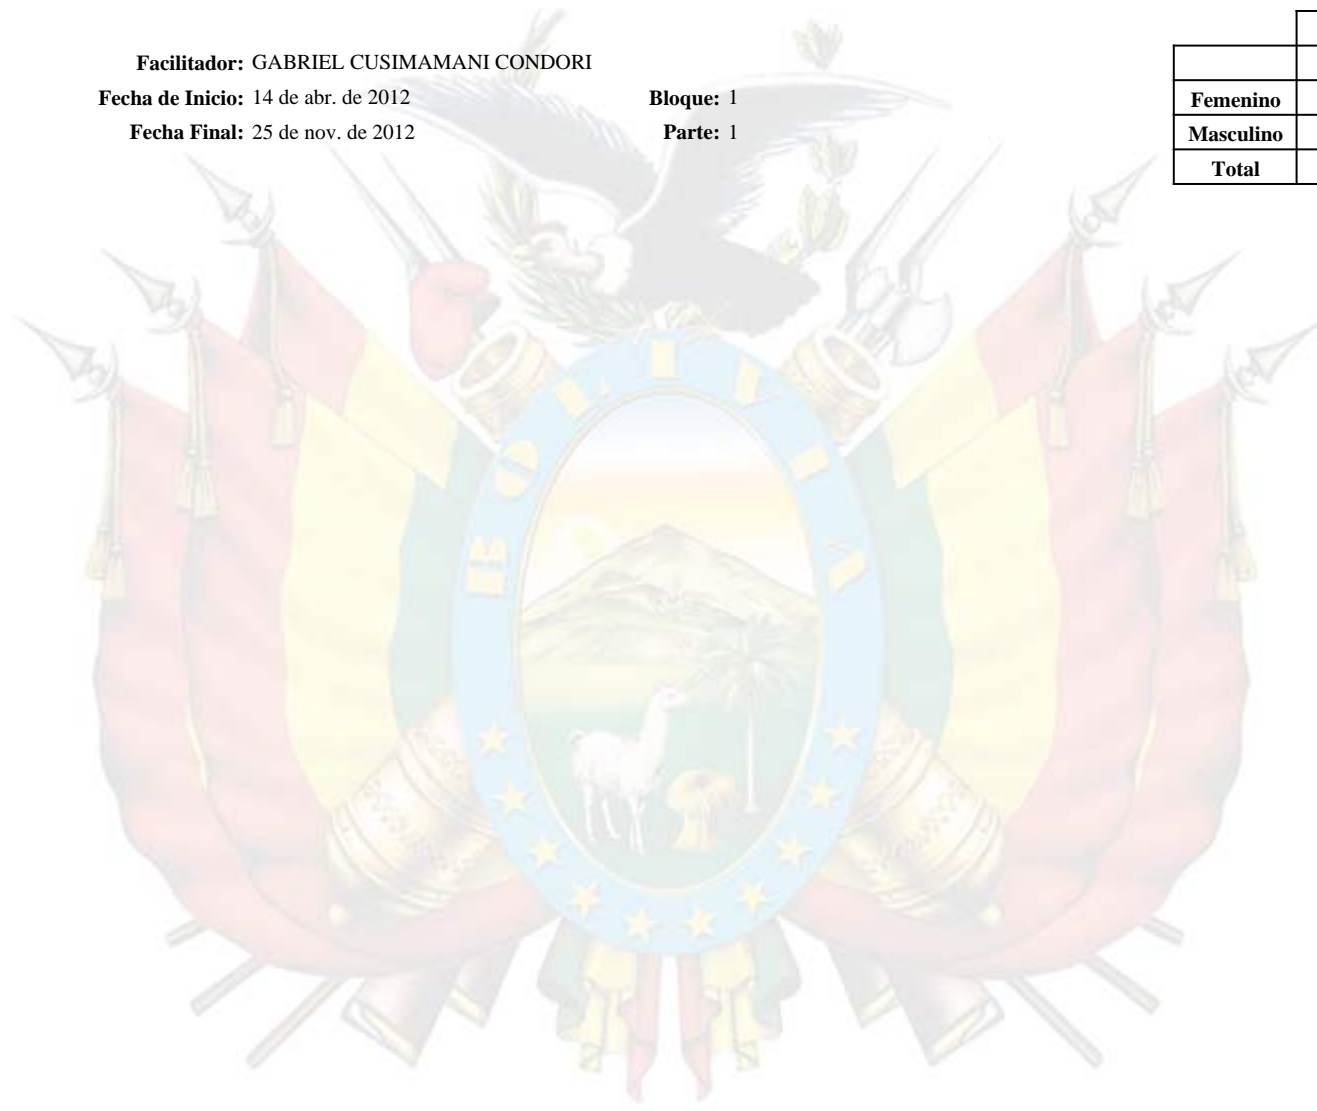 Facilitador: GABRIEL CUSIMAMANI CONDORI
Fecha de Inicio: 14 de abr. de 2012 Bloque: 1
Fecha Final: 25 de nov. de 2012 Parte: 1
Femenino
Masculino
Total
BOLIVIA